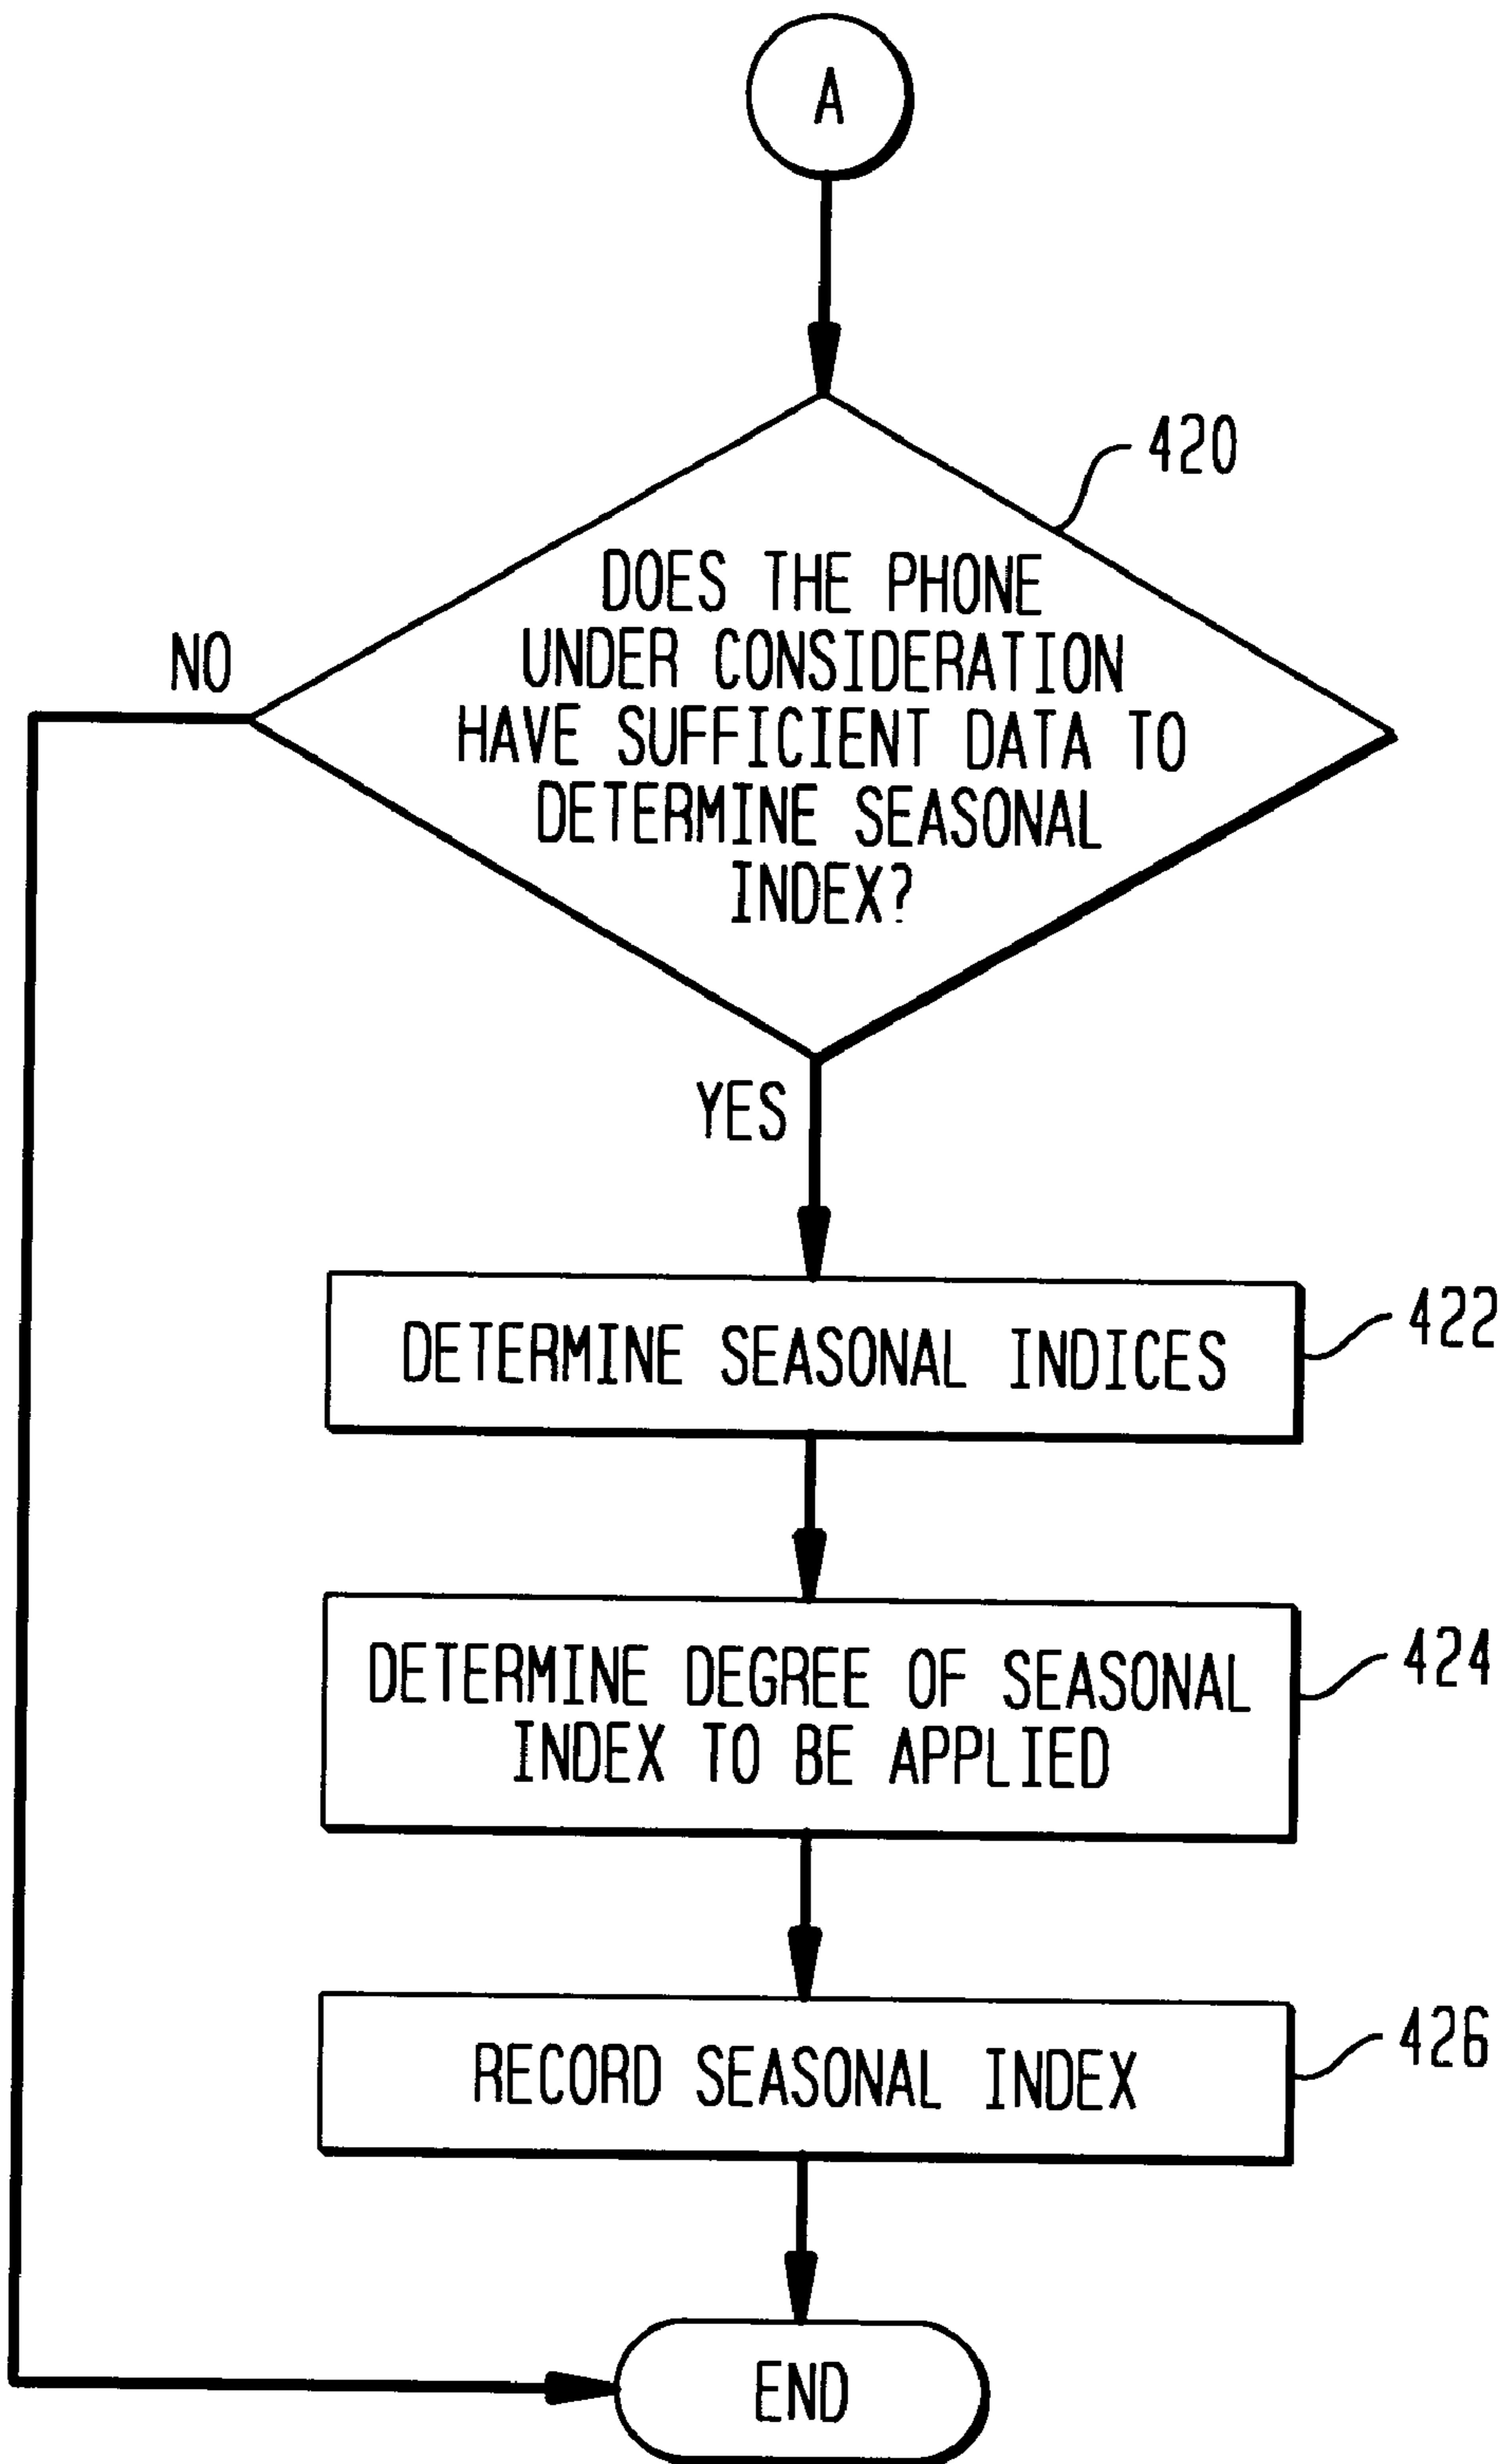 A
420
DOES THE PHONE
UNDER CONSIDERATION
HAVE SUFFICIENT DATA TO
DETERMINE SEASONAL
INDEX?
NO
YES
DETERMINE SEASONAL INDICES
422
DETERMINE DEGREE OF SEASONAL
INDEX TO BE APPLIED
424
RECORD SEASONAL INDEX
426
END